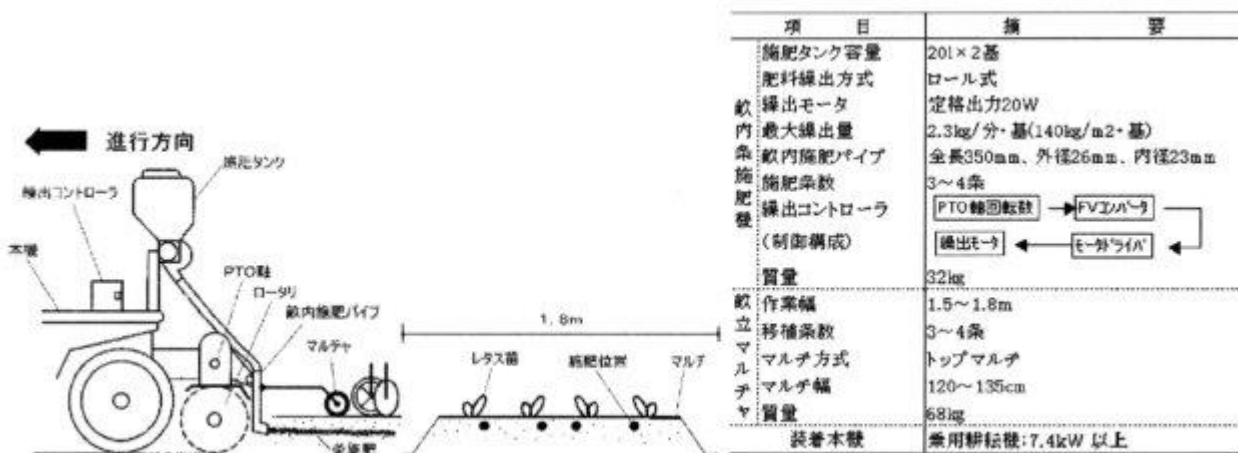 進行方向
施肥タンク
繰出コントローラ
本機
PTO軸
ロータリ
畝内施肥パイプ
マルチャ
条施肥
1.8m
レタス苗
施肥位置
マルチ
項 目 摘 要
畝内条施肥機
施肥タンク容量 20l×2基
肥料繰出方式 ロール式
繰出モータ 定格出力20W
最大繰出量 2.3kg/分・基(140kg/m2・基)
畝内施肥パイプ 全長350mm、外径26mm、内径23mm
施肥条数 3～4条
繰出コントローラ PTO軸回転数 FVコンバータ
(制御構成) 繰出モータ モータドライバ
質量 32kg
畝立マルチャ
作業幅 1.5～1.8m
移植条数 3～4条
マルチ方式 トップマルチ
マルチ幅 120～135cm
質量 68kg
装着本機 乗用耕耘機:7.4kW 以上